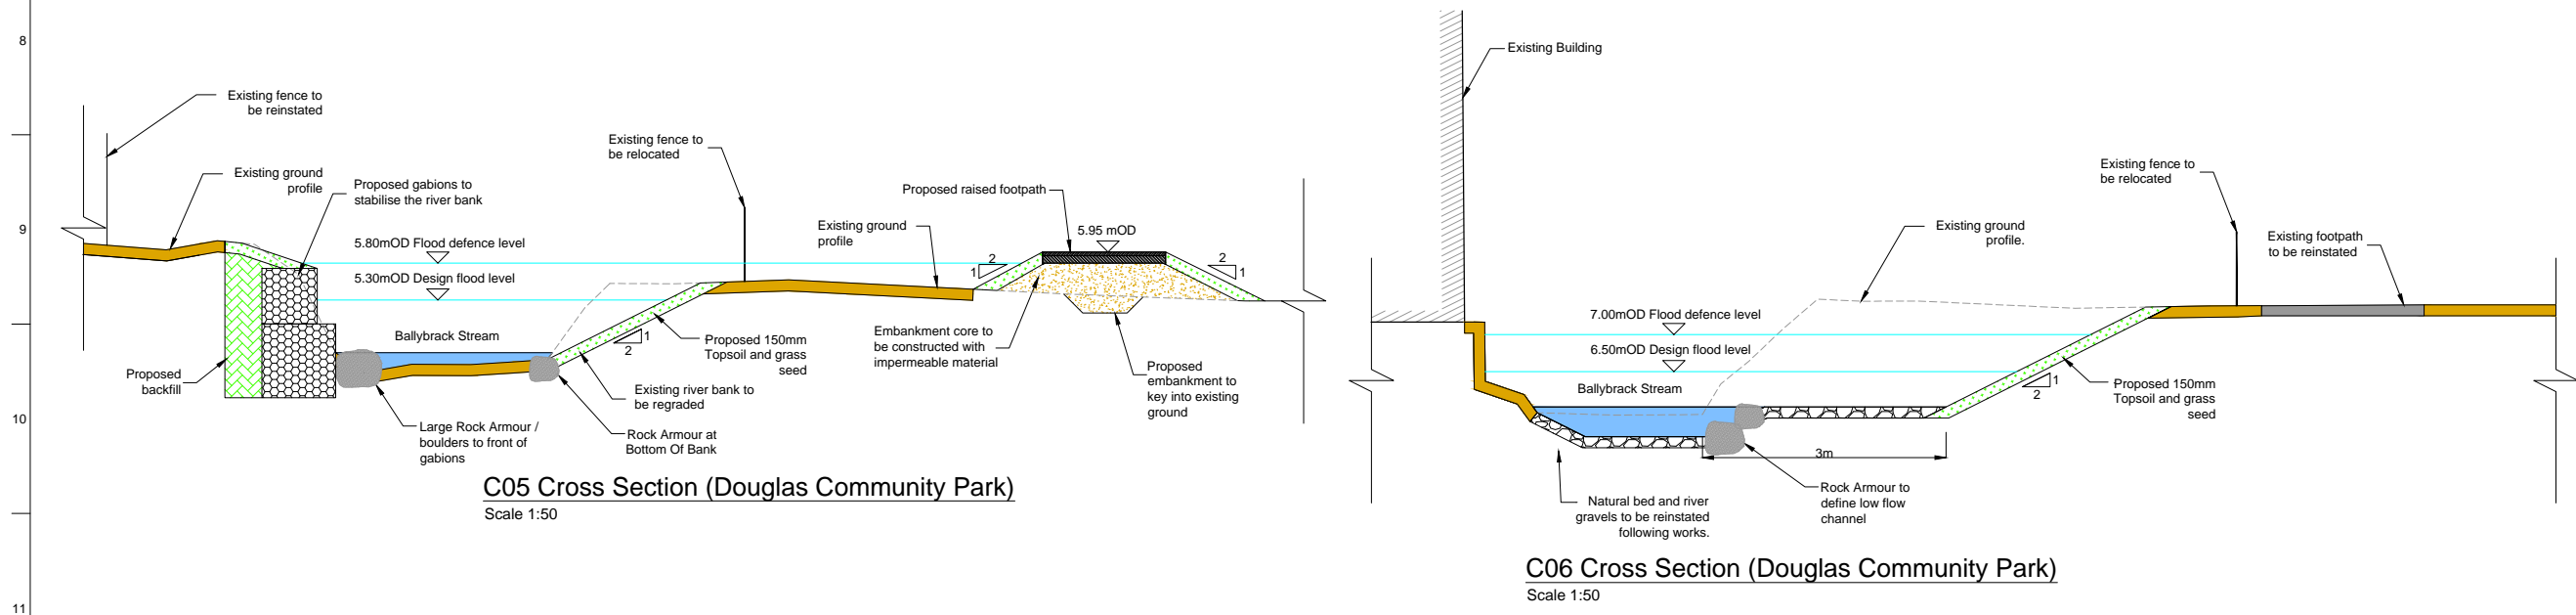 8
9
10
11
Existing fence to
be reinstated
Existing ground
profile
Proposed gabions to
stabilise the river bank
5.80mOD Flood defence level
5.30mOD Design flood level
Ballybrack Stream
Proposed
backfill
Large Rock Armour /
boulders to front of
gabions
Existing fence to
be relocated
Existing ground
profile
Proposed raised footpath
5.95 mOD
2
1
2
1
1
2
Proposed 150mm
Topsoil and grass
seed
Existing river bank to
be regraded
Rock Armour at
Bottom Of Bank
Embankment core to
be constructed with
impermeable material
Proposed
embankment to
key into existing
ground
C05 Cross Section (Douglas Community Park)
Scale 1:50
Existing Building
Existing ground
profile.
Existing fence to
be relocated
Existing footpath
to be reinstated
7.00mOD Flood defence level
6.50mOD Design flood level
Ballybrack Stream
1
2
Proposed 150mm
Topsoil and grass
seed
3m
Natural bed and river
gravels to be reinstated
following works.
Rock Armour to
define low flow
channel
C06 Cross Section (Douglas Community Park)
Scale 1:50